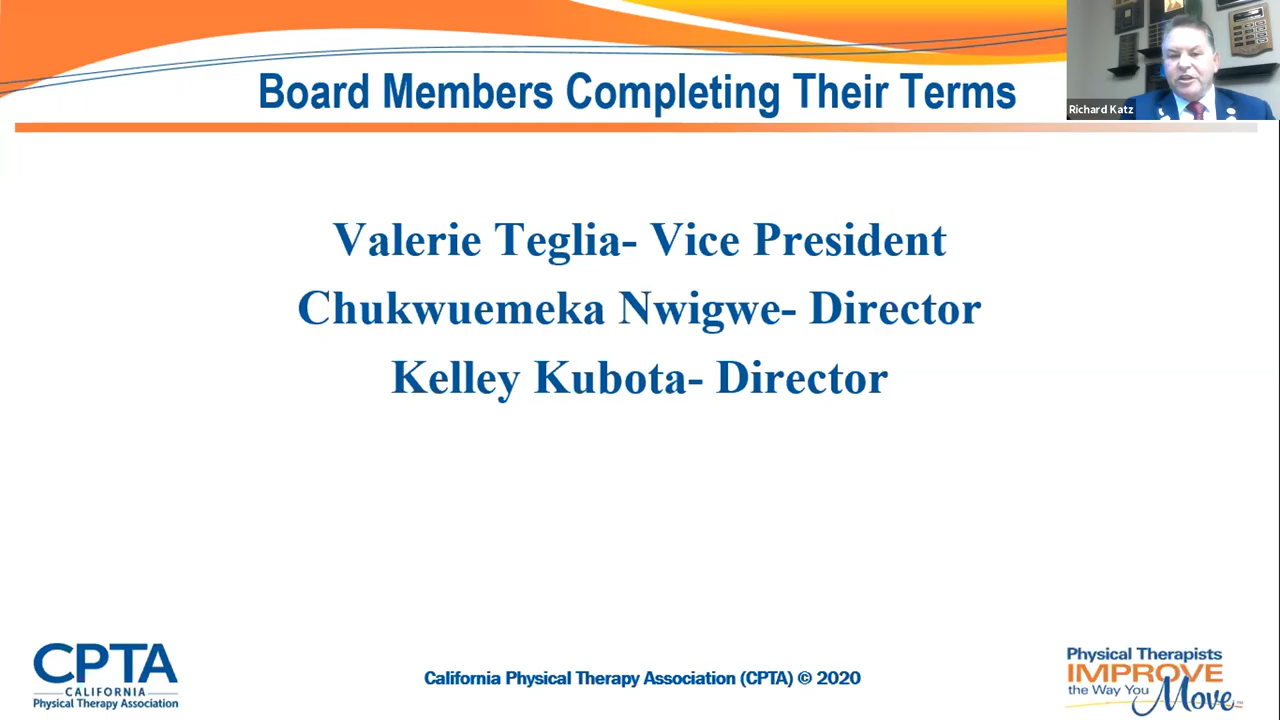 Board Members Completing Their Terms
Richard Katz
Valerie Teglia- Vice President
Chukwuemeka Nwigwe- Director
Kelley Kubota- Director
CPTA
CALIFORNIA
Physical Therapy Association
California Physical Therapy Association (CPTA) © 2020
Physical Therapists
IMPROVE
the Way You
Move